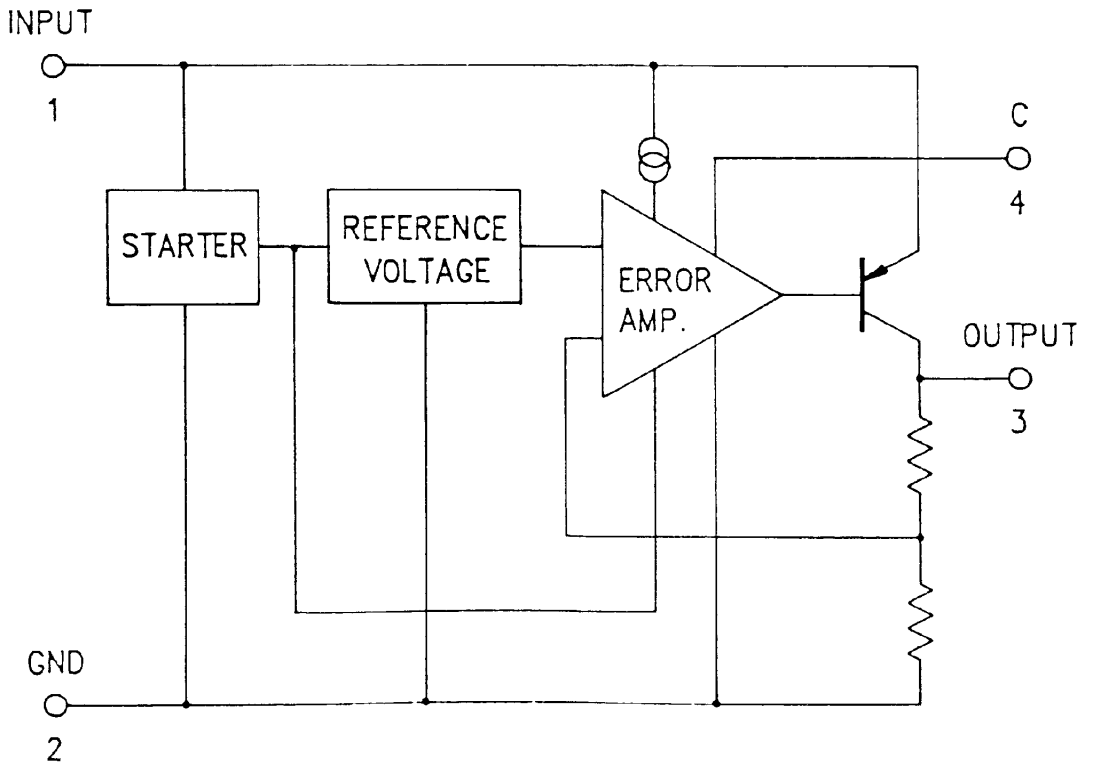 INPUT
1
C
4
STARTER
REFERENCE
VOLTAGE
ERROR
AMP.
OUTPUT
3
GND
2